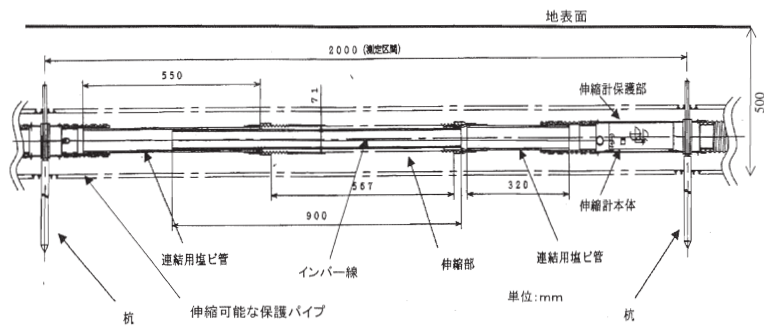 地表面
2000 (測定区間)
550
71
500
伸縮計保護部
567
320
900
伸縮計本体
連結用塩ビ管
インバー線
伸縮部
連結用塩ビ管
単位:mm
杭
伸縮可能な保護パイプ
杭